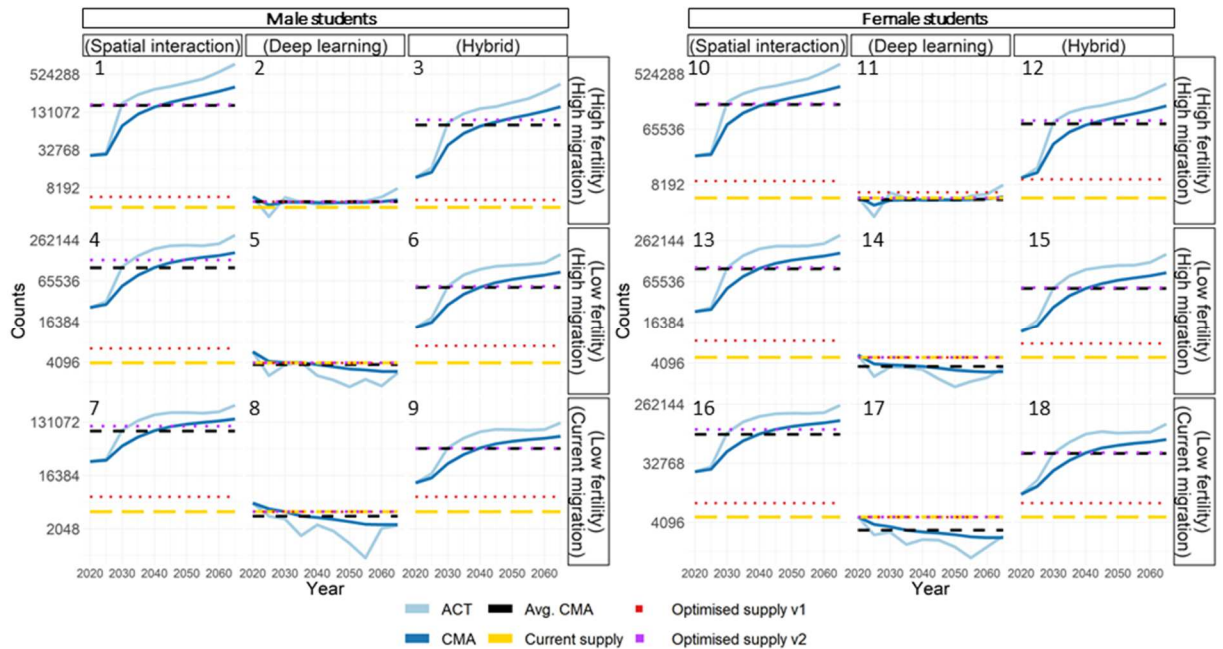 Male students
Female students
(Spatial interaction) (Deep learning) (Hybrid)
(Spatial interaction) (Deep learning) (Hybrid)
1 2 3
10 11 12
524288
131072
32768
8192
524288
65536
8192
(High fertility)
(High migration)
(High fertility)
(High migration)
4 5 6
13 14 15
262144
65536
16384
4096
262144
65536
16384
4096
(Low fertility)
(High migration)
(Low fertility)
(High migration)
7 8 9
16 17 18
131072
16384
2048
262144
32768
4096
(Low fertility)
(Current migration)
(Low fertility)
(Current migration)
Counts
2020 2030 2040 2050 2060 2020 2030 2040 2050 2060 2020 2030 2040 2050 2060
2020 2030 2040 2050 2060 2020 2030 2040 2050 2060 2020 2030 2040 2050 2060
Year
Year
ACT Avg. CMA Optimised supply v1
CMA Current supply Optimised supply v2